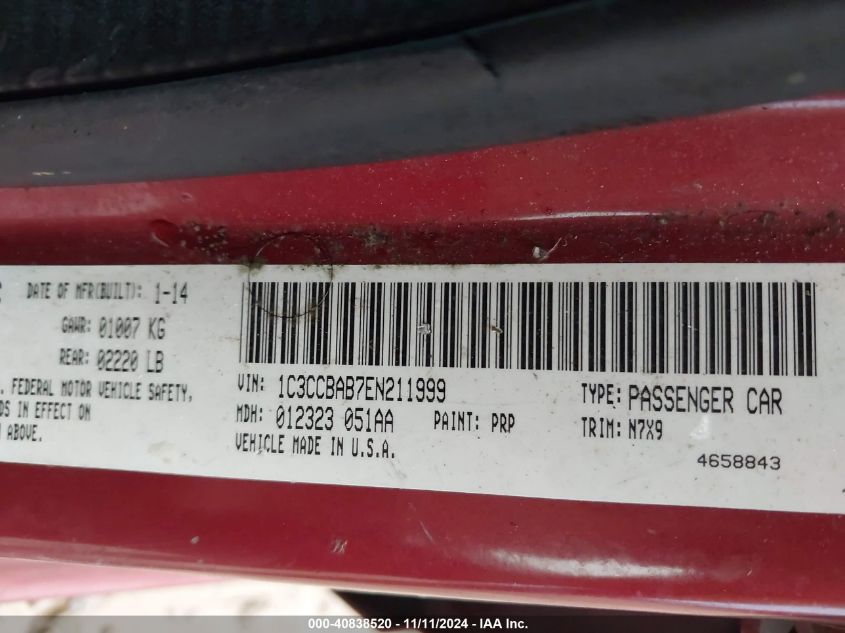 DATE OF MFR(BUILT): 1-14
GAWR: 01007 KG
REAR: 02220 LB
FEDERAL MOTOR VEHICLE SAFETY,
DS IN EFFECT ON
ABOVE.
VIN: 1C3CCBAB7EN211999
TYPE: PASSENGER CAR
MDH: 012323 051AA PAINT: PRP
TRIM: N7X9
VEHICLE MADE IN U.S.A.
4658843
000-40838520 - 11/11/2024 - IAA Inc.